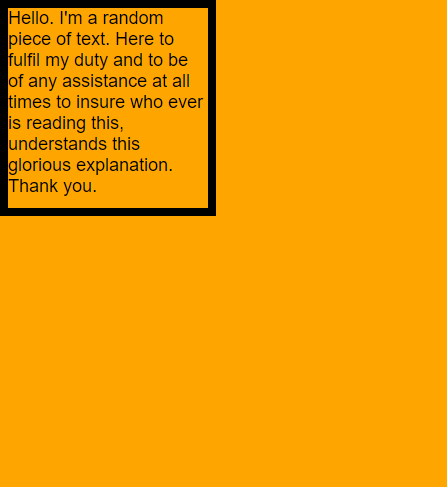 Hello. I'm a random
piece of text. Here to
fulfil my duty and to be
of any assistance at all
times to insure who ever
is reading this,
understands this
glorious explanation.
Thank you.